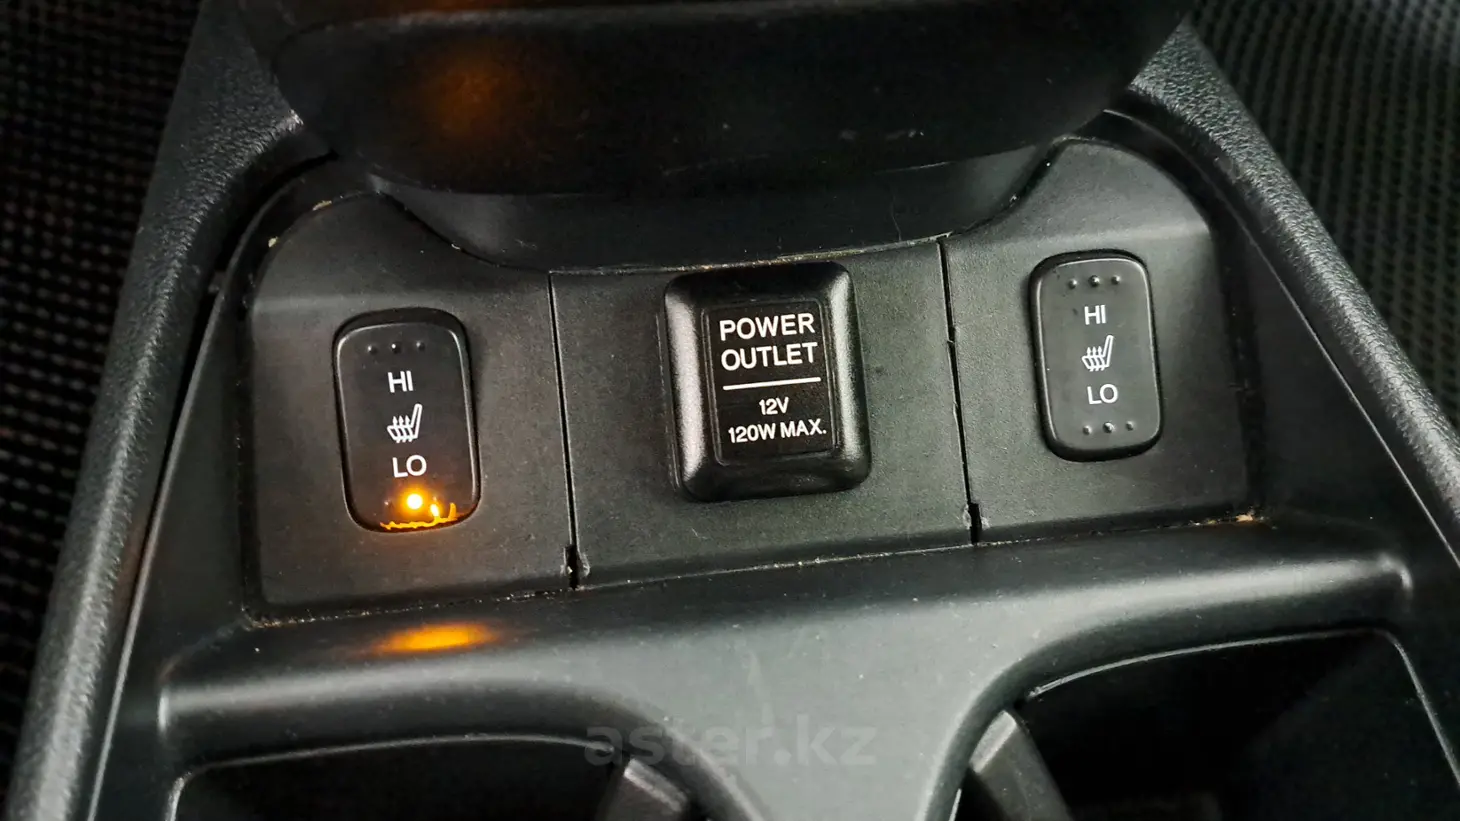 HI
LO
POWER
OUTLET
12V
120W MAX.
HI
LO
aster.kz